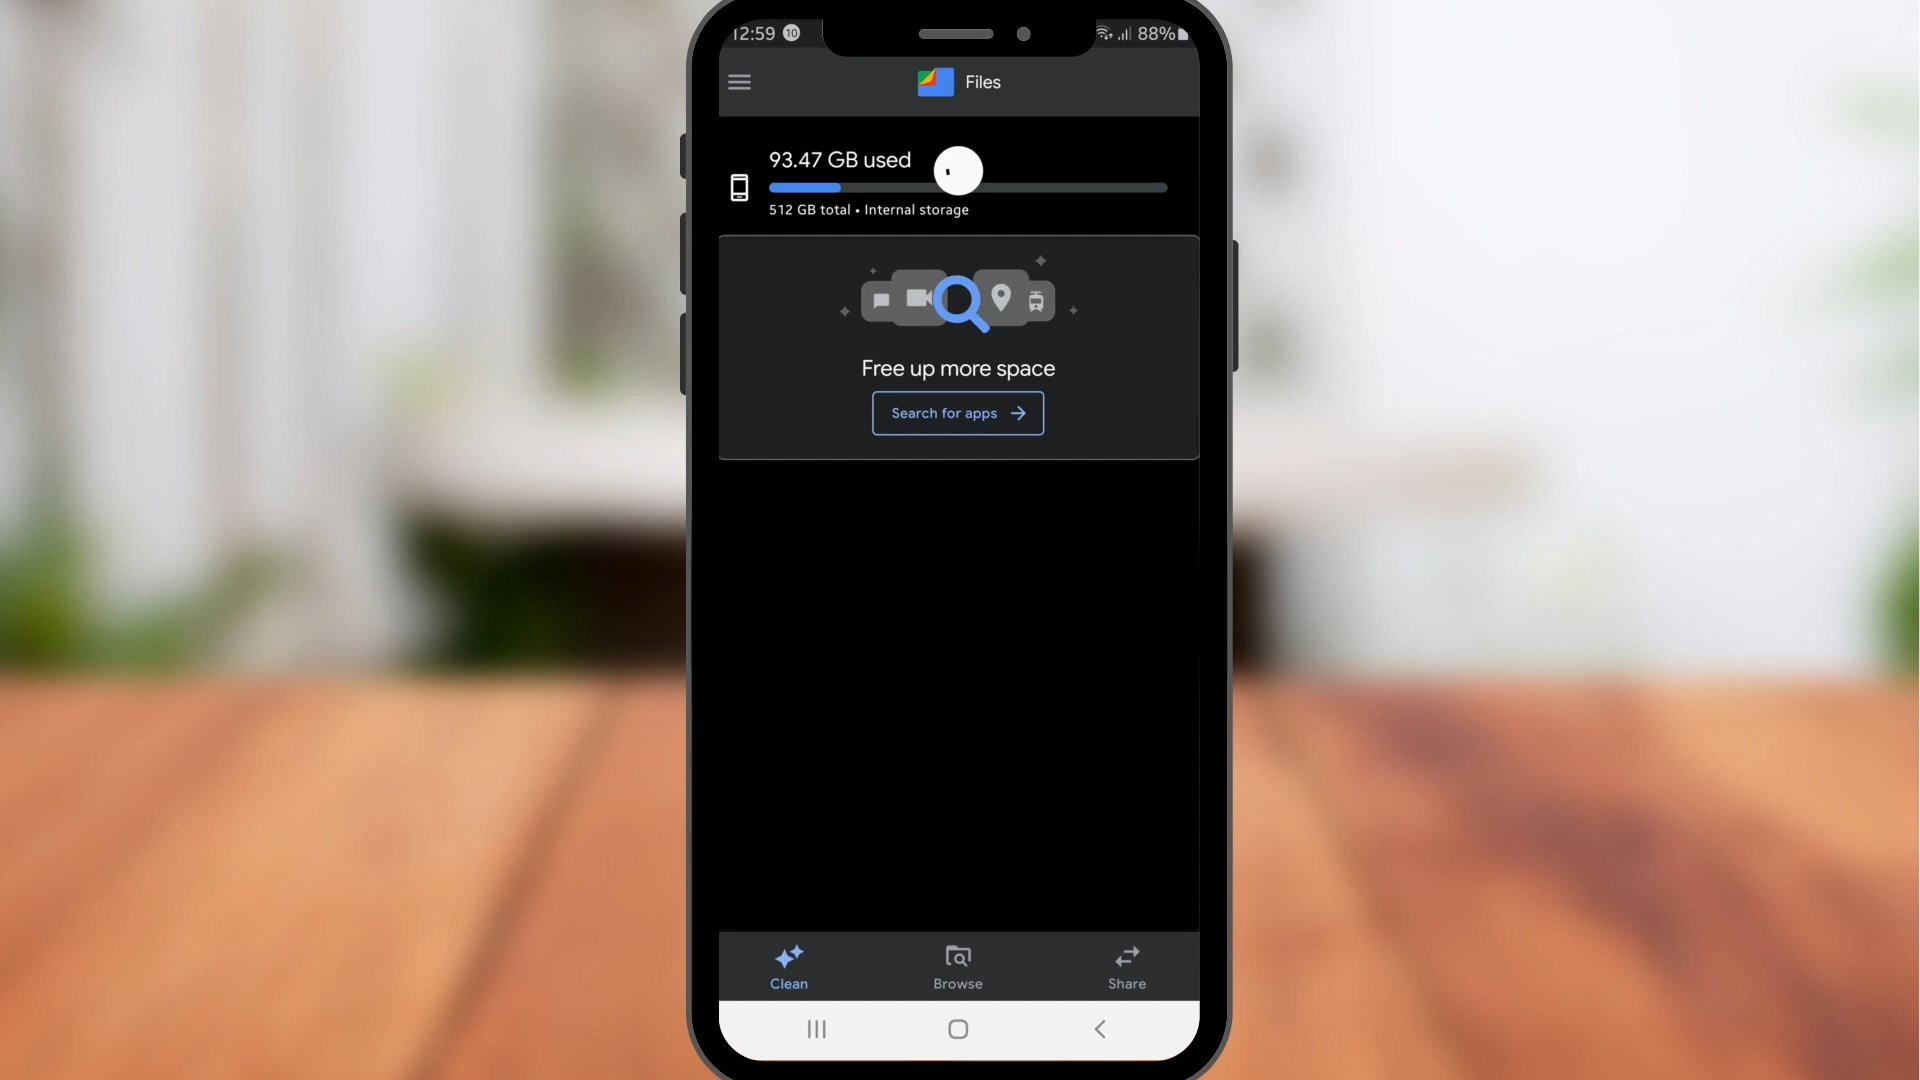 12:59 10 88%
Files
93.47 GB used
512 GB total • Internal storage
Free up more space
Search for apps
Clean
Browse
Share